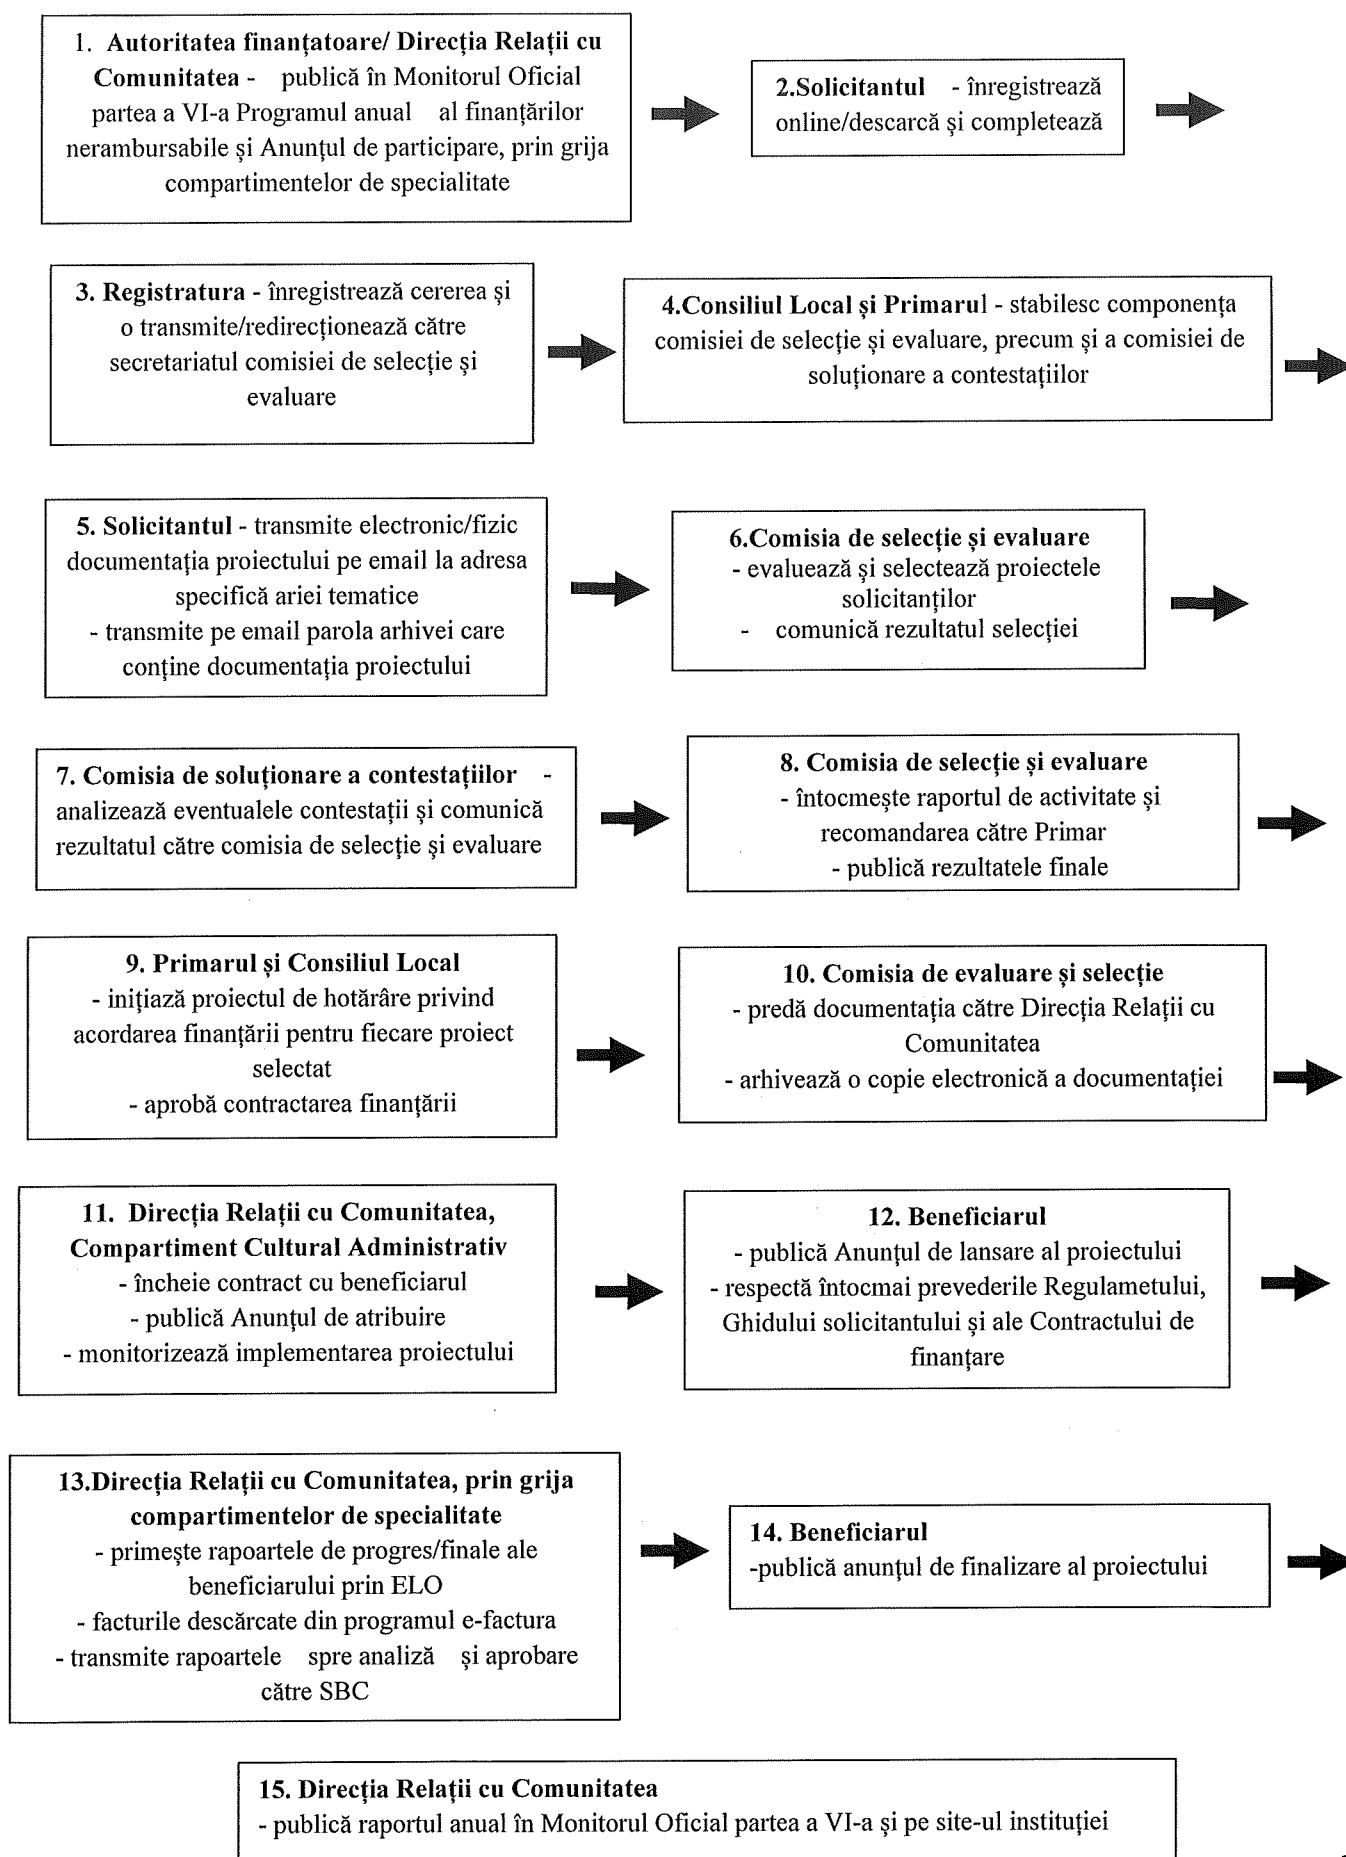 1. Autoritatea finanțatoare/ Direcția Relații cu
Comunitatea - publică în Monitorul Oficial
partea a VI-a Programul anual al finanțărilor
nerambursabile și Anunțul de participare, prin grija
compartimentelor de specialitate
2.Solicitantul - înregistrează
online/descarcă și completează
3. Registratura - înregistrează cererea și
o transmite/redirecționează către
secretariatul comisiei de selecție și
evaluare
4.Consiliul Local și Primarul - stabilesc componența
comisiei de selecție și evaluare, precum și a comisiei de
soluționare a contestațiilor
5. Solicitantul - transmite electronic/fizic
documentația proiectului pe email la adresa
specifică ariei tematice
- transmite pe email parola arhivei care
conține documentația proiectului
6.Comisia de selecție și evaluare
- evaluează și selectează proiectele
solicitanților
- comunică rezultatul selecției
7. Comisia de soluționare a contestațiilor -
analizează eventualele contestații și comunică
rezultatul către comisia de selecție și evaluare
8. Comisia de selecție și evaluare
- întocmește raportul de activitate și
recomandarea către Primar
- publică rezultatele finale
9. Primarul și Consiliul Local
- inițiază proiectul de hotărâre privind
acordarea finanțării pentru fiecare proiect
selectat
- aprobă contractarea finanțării
10. Comisia de evaluare și selecție
- predă documentația către Direcția Relații cu
Comunitatea
- arhivează o copie electronică a documentației
11. Direcția Relații cu Comunitatea,
Compartiment Cultural Administrativ
- încheie contract cu beneficiarul
- publică Anunțul de atribuire
- monitorizează implementarea proiectului
12. Beneficiarul
- publică Anunțul de lansare al proiectului
- respectă întocmai prevederile Regulametului,
Ghidului solicitantului și ale Contractului de
finanțare
13.Direcția Relații cu Comunitatea, prin grija
compartimentelor de specialitate
- primește rapoartele de progres/finale ale
beneficiarului prin ELO
- facturile descărcate din programul e-factura
- transmite rapoartele spre analiză și aprobare
către SBC
14. Beneficiarul
-publică anunțul de finalizare al proiectului
15. Direcția Relații cu Comunitatea
- publică raportul anual în Monitorul Oficial partea a VI-a și pe site-ul instituției